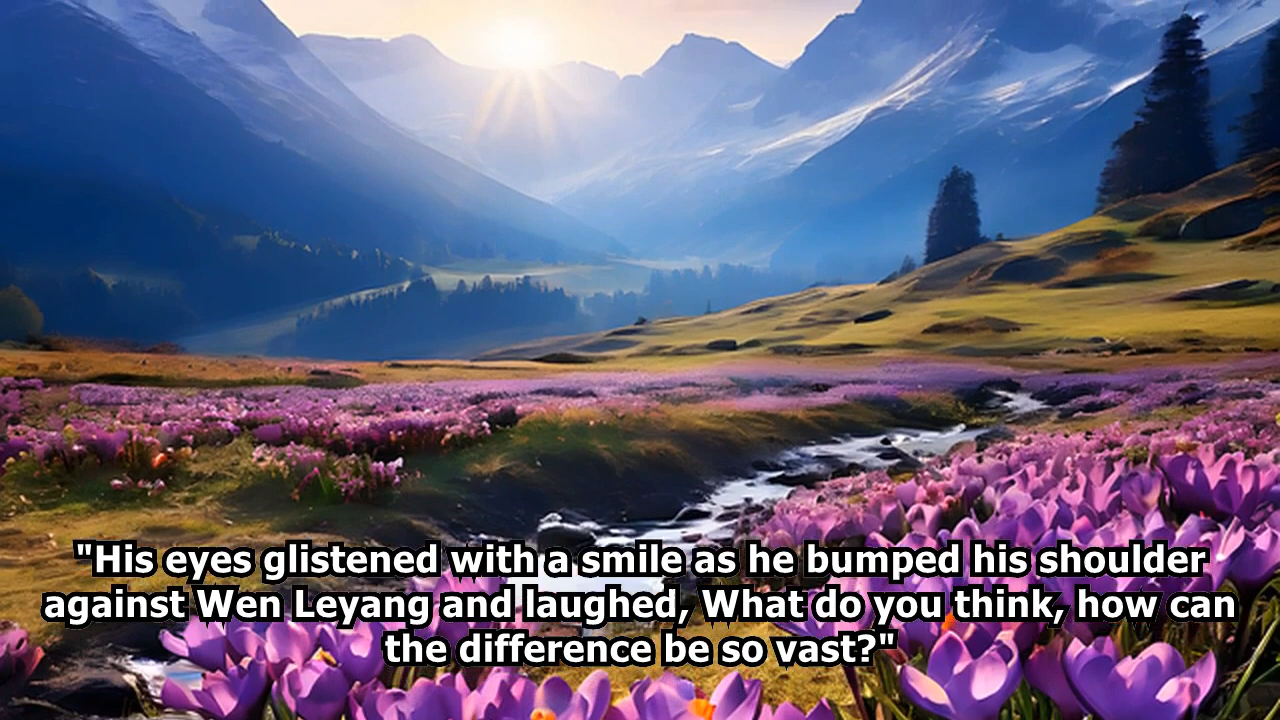 "His eyes glistened with a smile as he bumped his shoulder
against Wen Leyang and laughed, What do you think, how can
the difference be so vast?"